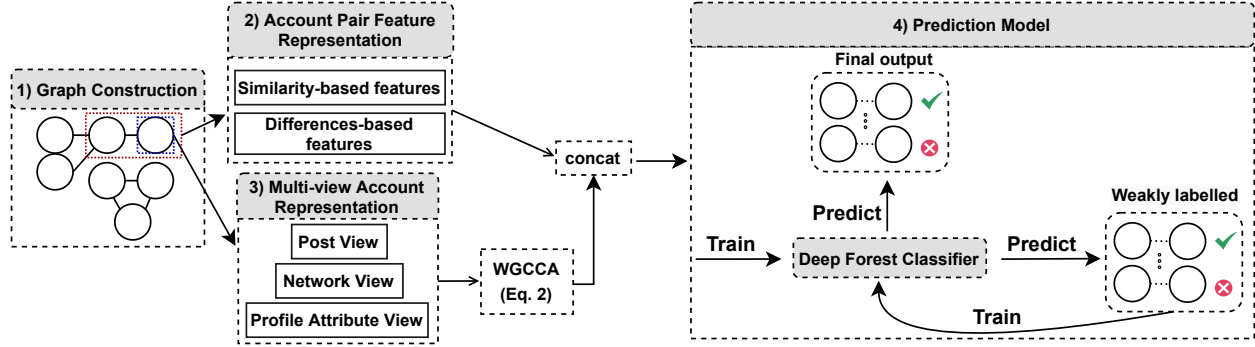 1) Graph Construction
2) Account Pair Feature
Representation
Similarity-based features
Differences-based
features
3) Multi-view Account
Representation
Post View
Network View
Profile Attribute View
WGCCA
(Eq. 2)
concat
4) Prediction Model
Final output
Predict
Train
Deep Forest Classifier
Predict
Weakly labelled
Train